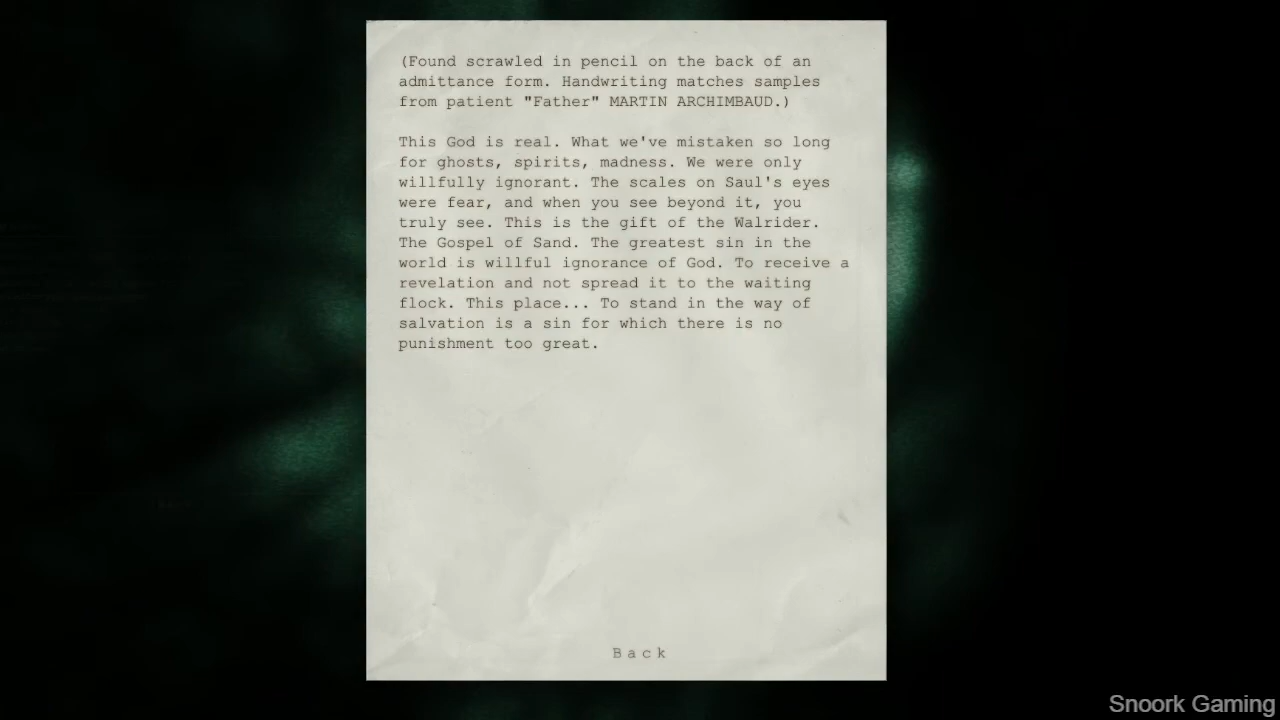 (Found scrawled in pencil on the back of an
admittance form. Handwriting matches samples
from patient "Father" MARTIN ARCHIMBAUD.)
This God is real. What we've mistaken so long
for ghosts, spirits, madness. We were only
willfully ignorant. The scales on Saul's eyes
were fear, and when you see beyond it, you
truly see. This is the gift of the Walrider.
The Gospel of Sand. The greatest sin in the
world is willful ignorance of God. To receive a
revelation and not spread it to the waiting
flock. This place... To stand in the way of
salvation is a sin for which there is no
punishment too great.
Back
Snoork Gaming